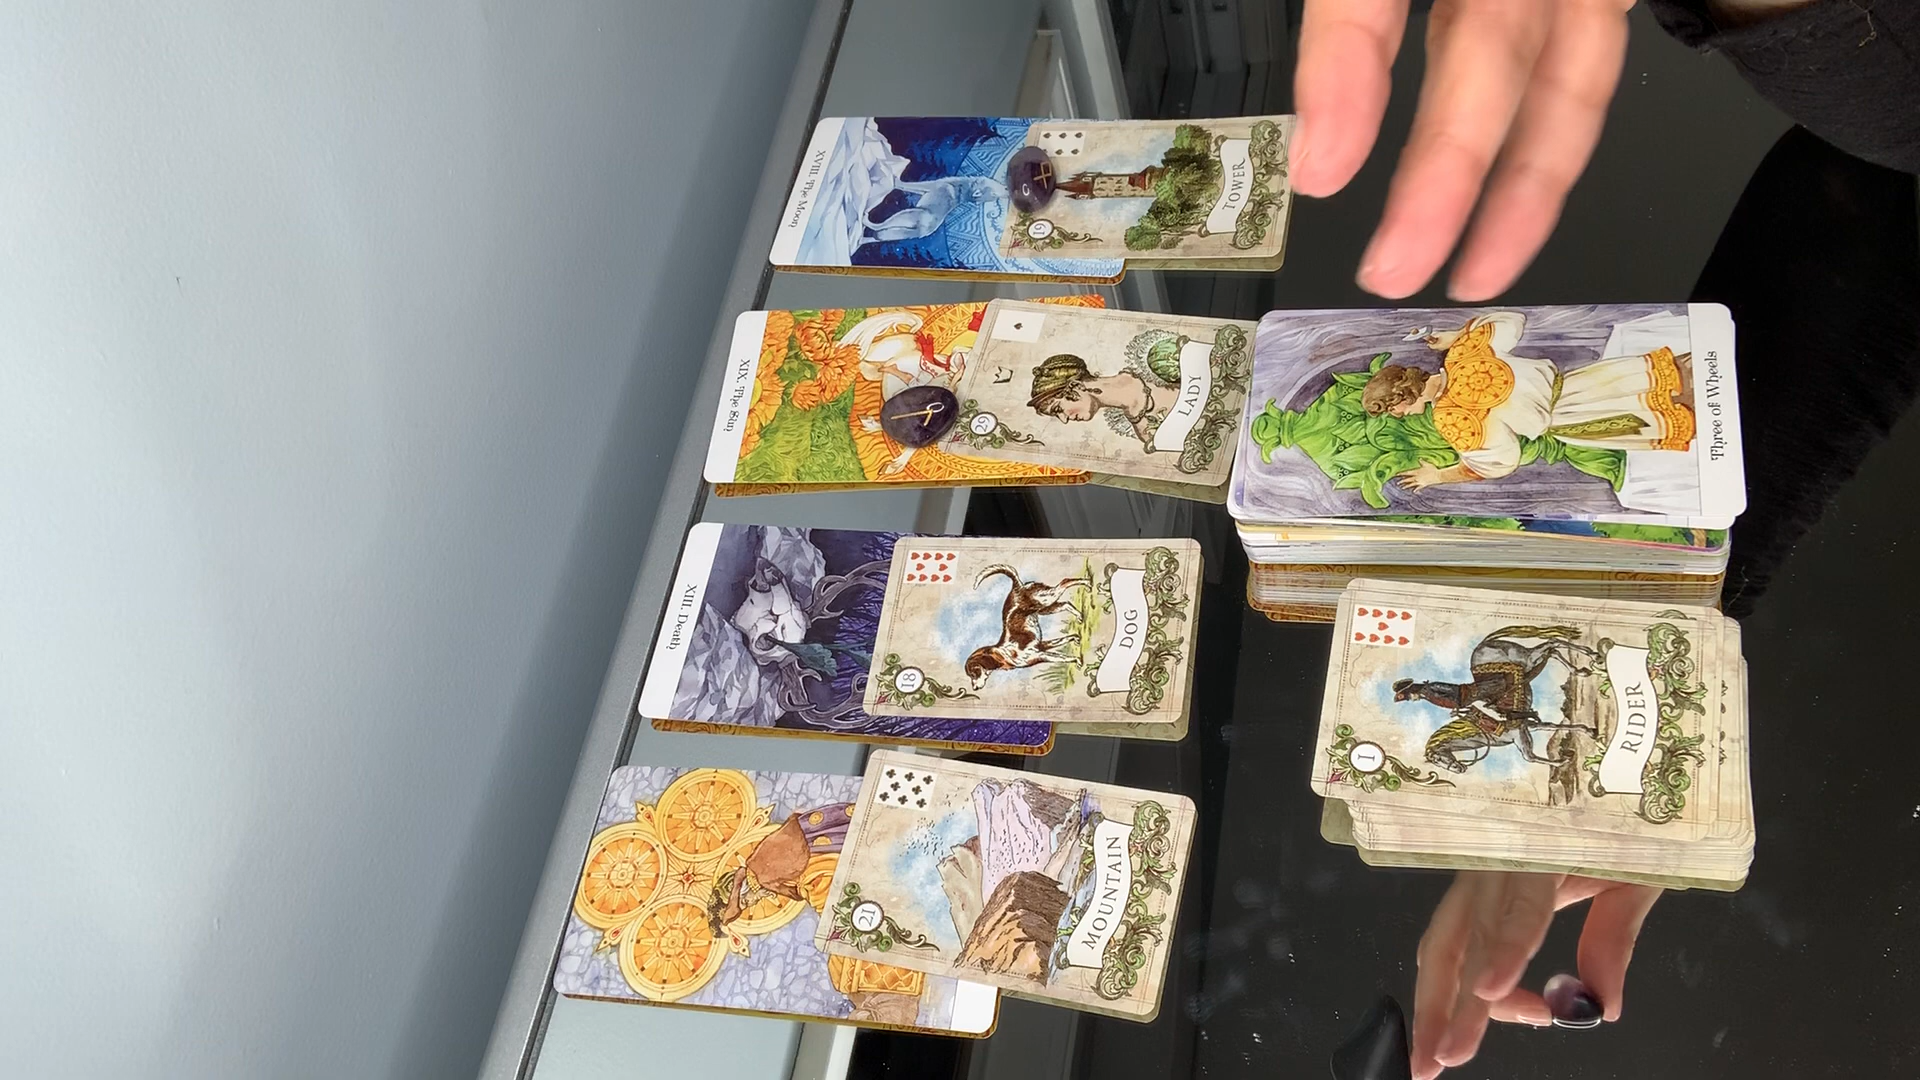 XVIII. The Moon
19
TOWER
XIX. The Sun
29
LADY
XIII. Death
18
DOG
21
MOUNTAIN
Three of Wheels
1
RIDER